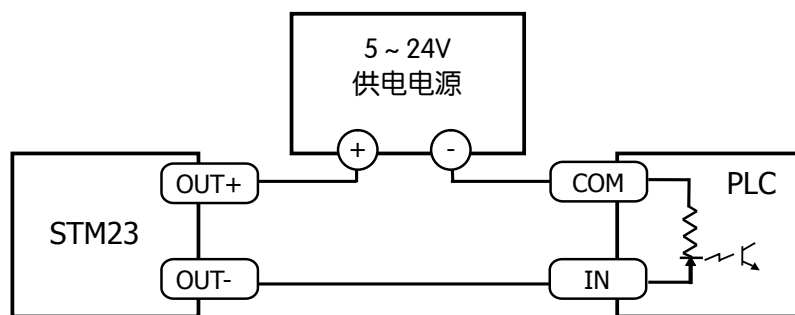 5 ~ 24V
供电电源
+
-
OUT+
COM
PLC
STM23
OUT-
IN